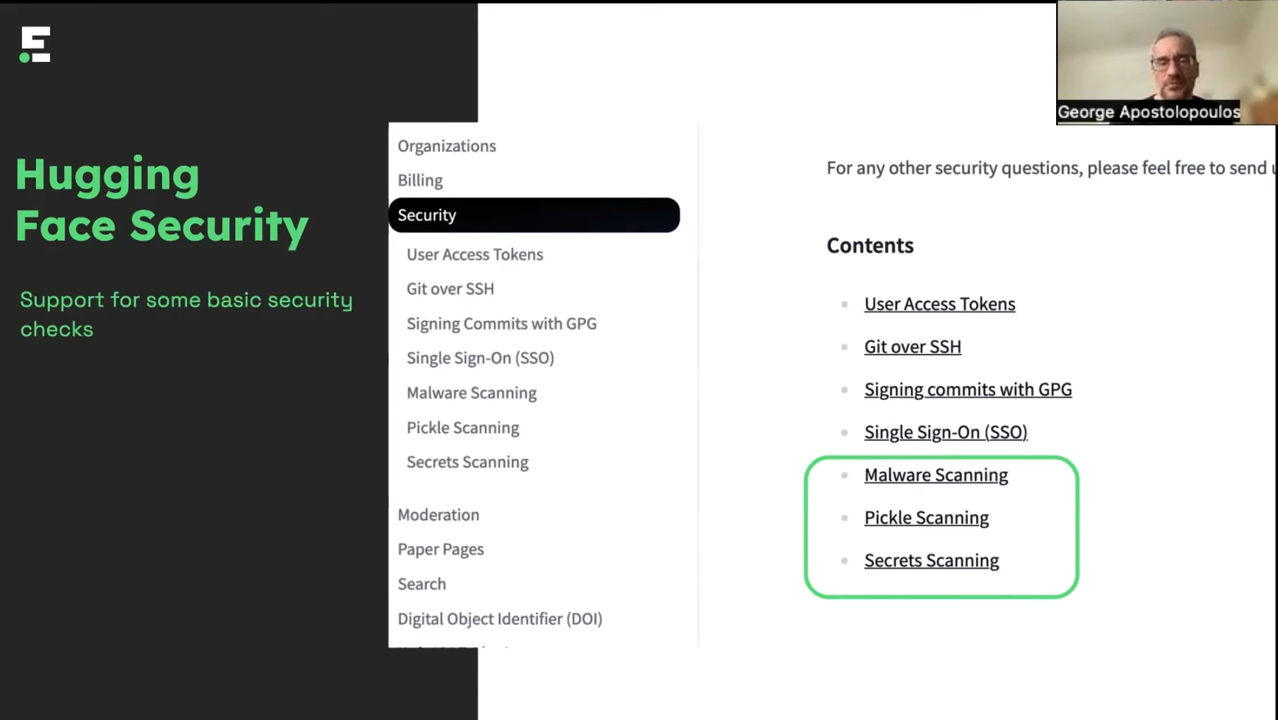 Hugging
Face Security
Support for some basic security
checks
Organizations
Billing
Security
User Access Tokens
Git over SSH
Signing Commits with GPG
Single Sign-On (SSO)
Malware Scanning
Pickle Scanning
Secrets Scanning
Moderation
Paper Pages
Search
Digital Object Identifier (DOI)
George Apostolopoulos
For any other security questions, please feel free to send
Contents
User Access Tokens
Git over SSH
Signing commits with GPG
Single Sign-On (SSO)
Malware Scanning
Pickle Scanning
Secrets Scanning